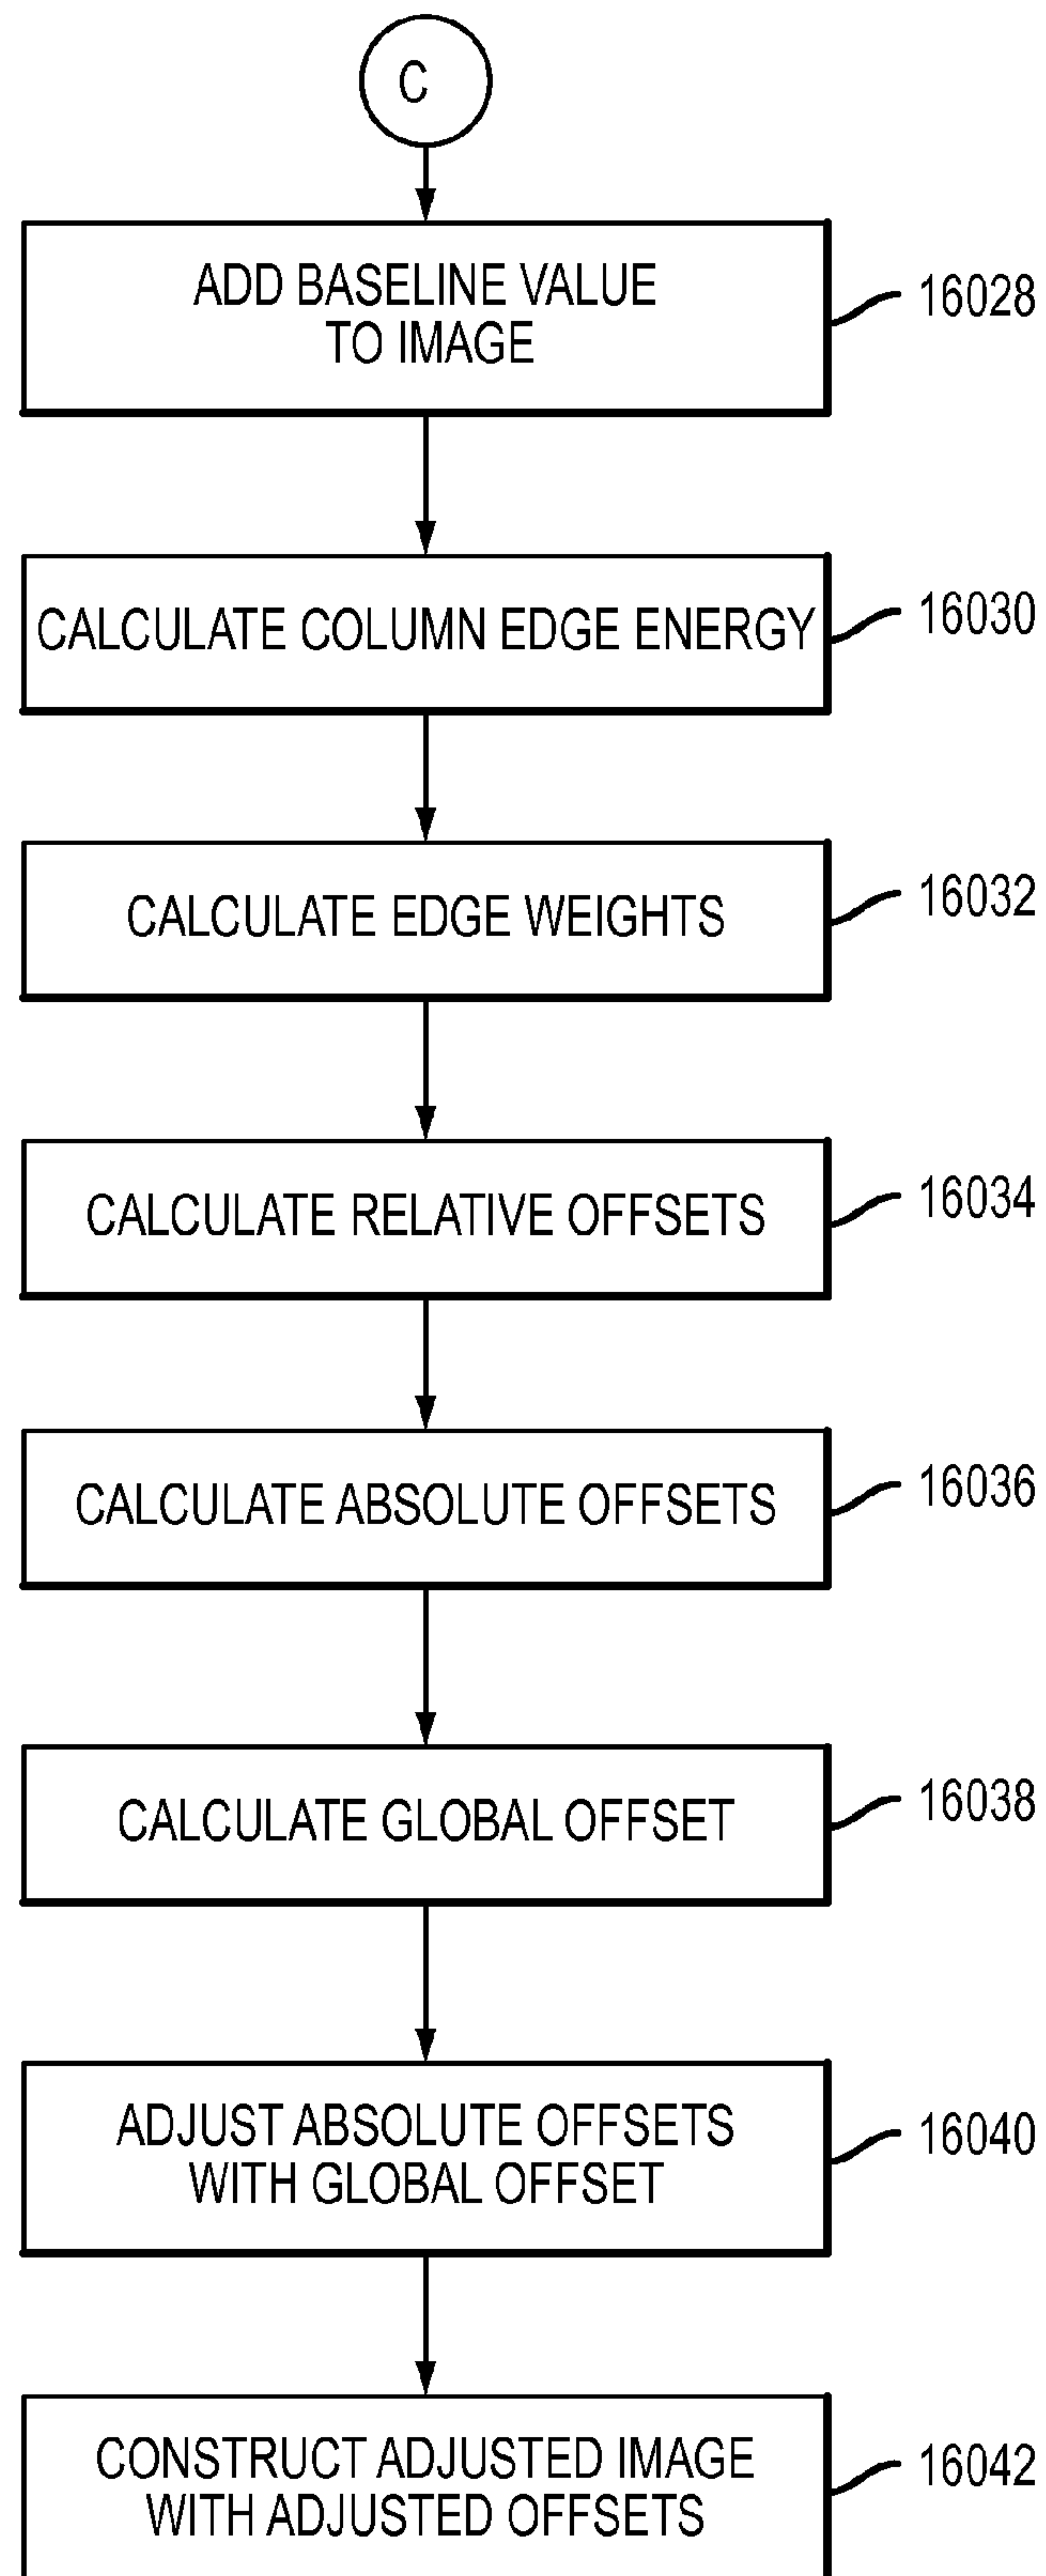 C
ADD BASELINE VALUE
TO IMAGE
16028
CALCULATE COLUMN EDGE ENERGY
16030
CALCULATE EDGE WEIGHTS
16032
CALCULATE RELATIVE OFFSETS
16034
CALCULATE ABSOLUTE OFFSETS
16036
CALCULATE GLOBAL OFFSET
16038
ADJUST ABSOLUTE OFFSETS
WITH GLOBAL OFFSET
16040
CONSTRUCT ADJUSTED IMAGE
WITH ADJUSTED OFFSETS
16042